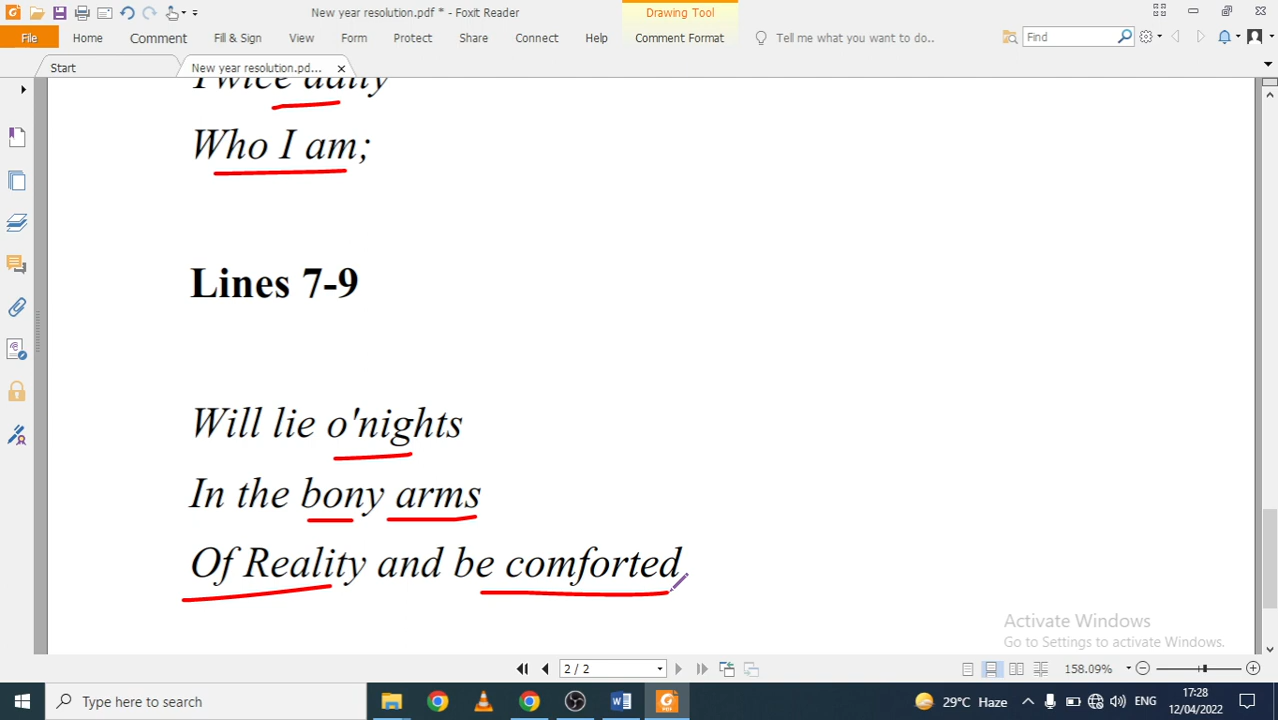 New year resolution.pdf * - Foxit Reader
Drawing Tool
File Home Comment Fill & Sign View Form Protect Share Connect Help Comment Format Tell me what you want to do.. Find
Start New year resolution.pd...
Twice daily
Who I am;
Lines 7-9
Will lie o'nights
In the bony arms
Of Reality and be comforted
Activate Windows
Go to Settings to activate Windows.
2 / 2
158.09%
Type here to search
29°C Haze
ENG
17:28
12/04/2022